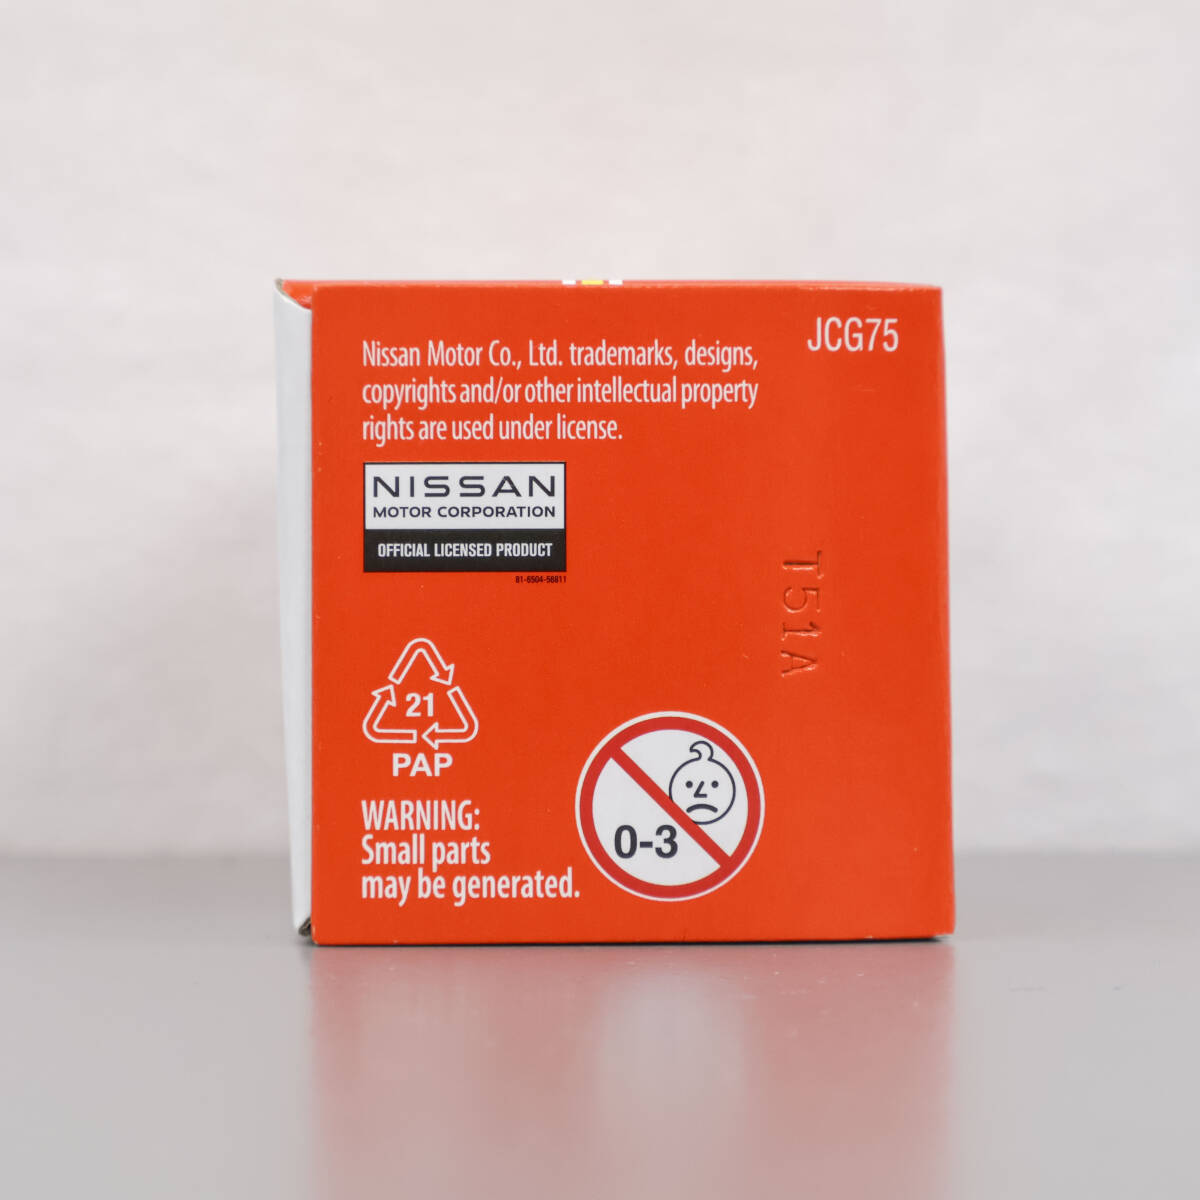 JCG75
Nissan Motor Co., Ltd. trademarks, designs,
copyrights and/or other intellectual property
rights are used under license.
NISSAN
MOTOR CORPORATION
OFFICIAL LICENSED PRODUCT
81-6504-56811
T51A
21
PAP
WARNING:
Small parts
may be generated.
0-3